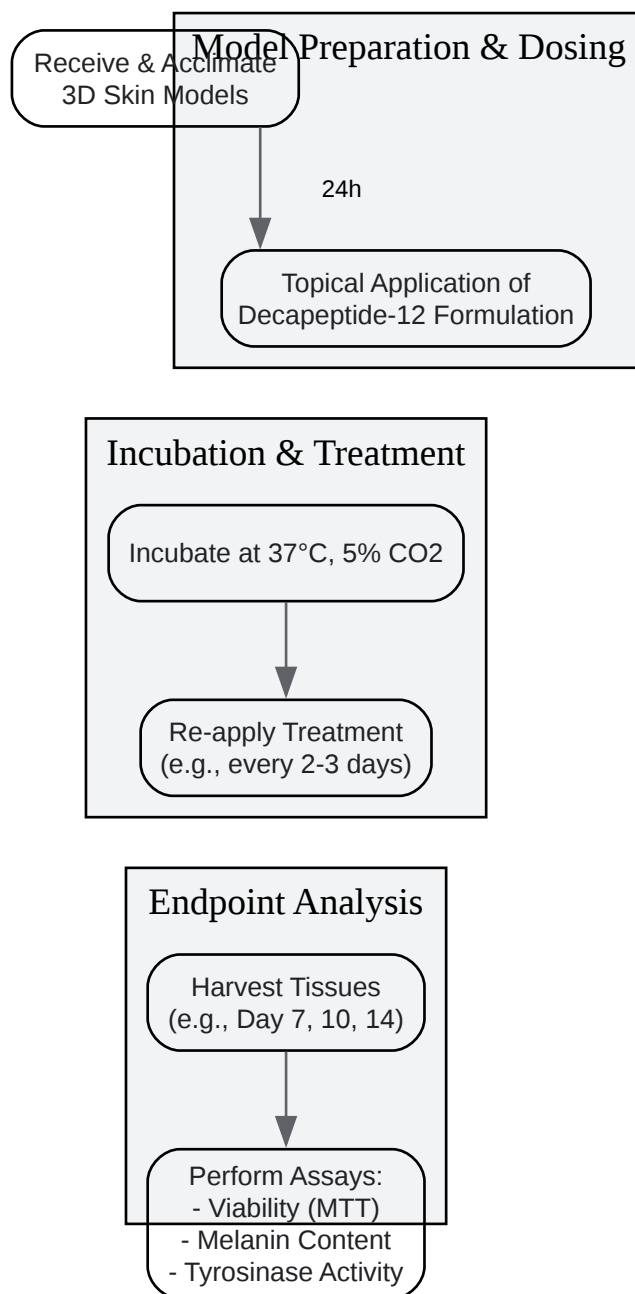 Model Preparation & Dosing
Receive & Acclimate
3D Skin Models
24h
Topical Application of
Decapeptide-12 Formulation
Incubation & Treatment
Incubate at 37°C, 5% CO2
Re-apply Treatment
(e.g., every 2-3 days)
Endpoint Analysis
Harvest Tissues
(e.g., Day 7, 10, 14)
Perform Assays:
- Viability (MTT)
- Melanin Content
- Tyrosinase Activity